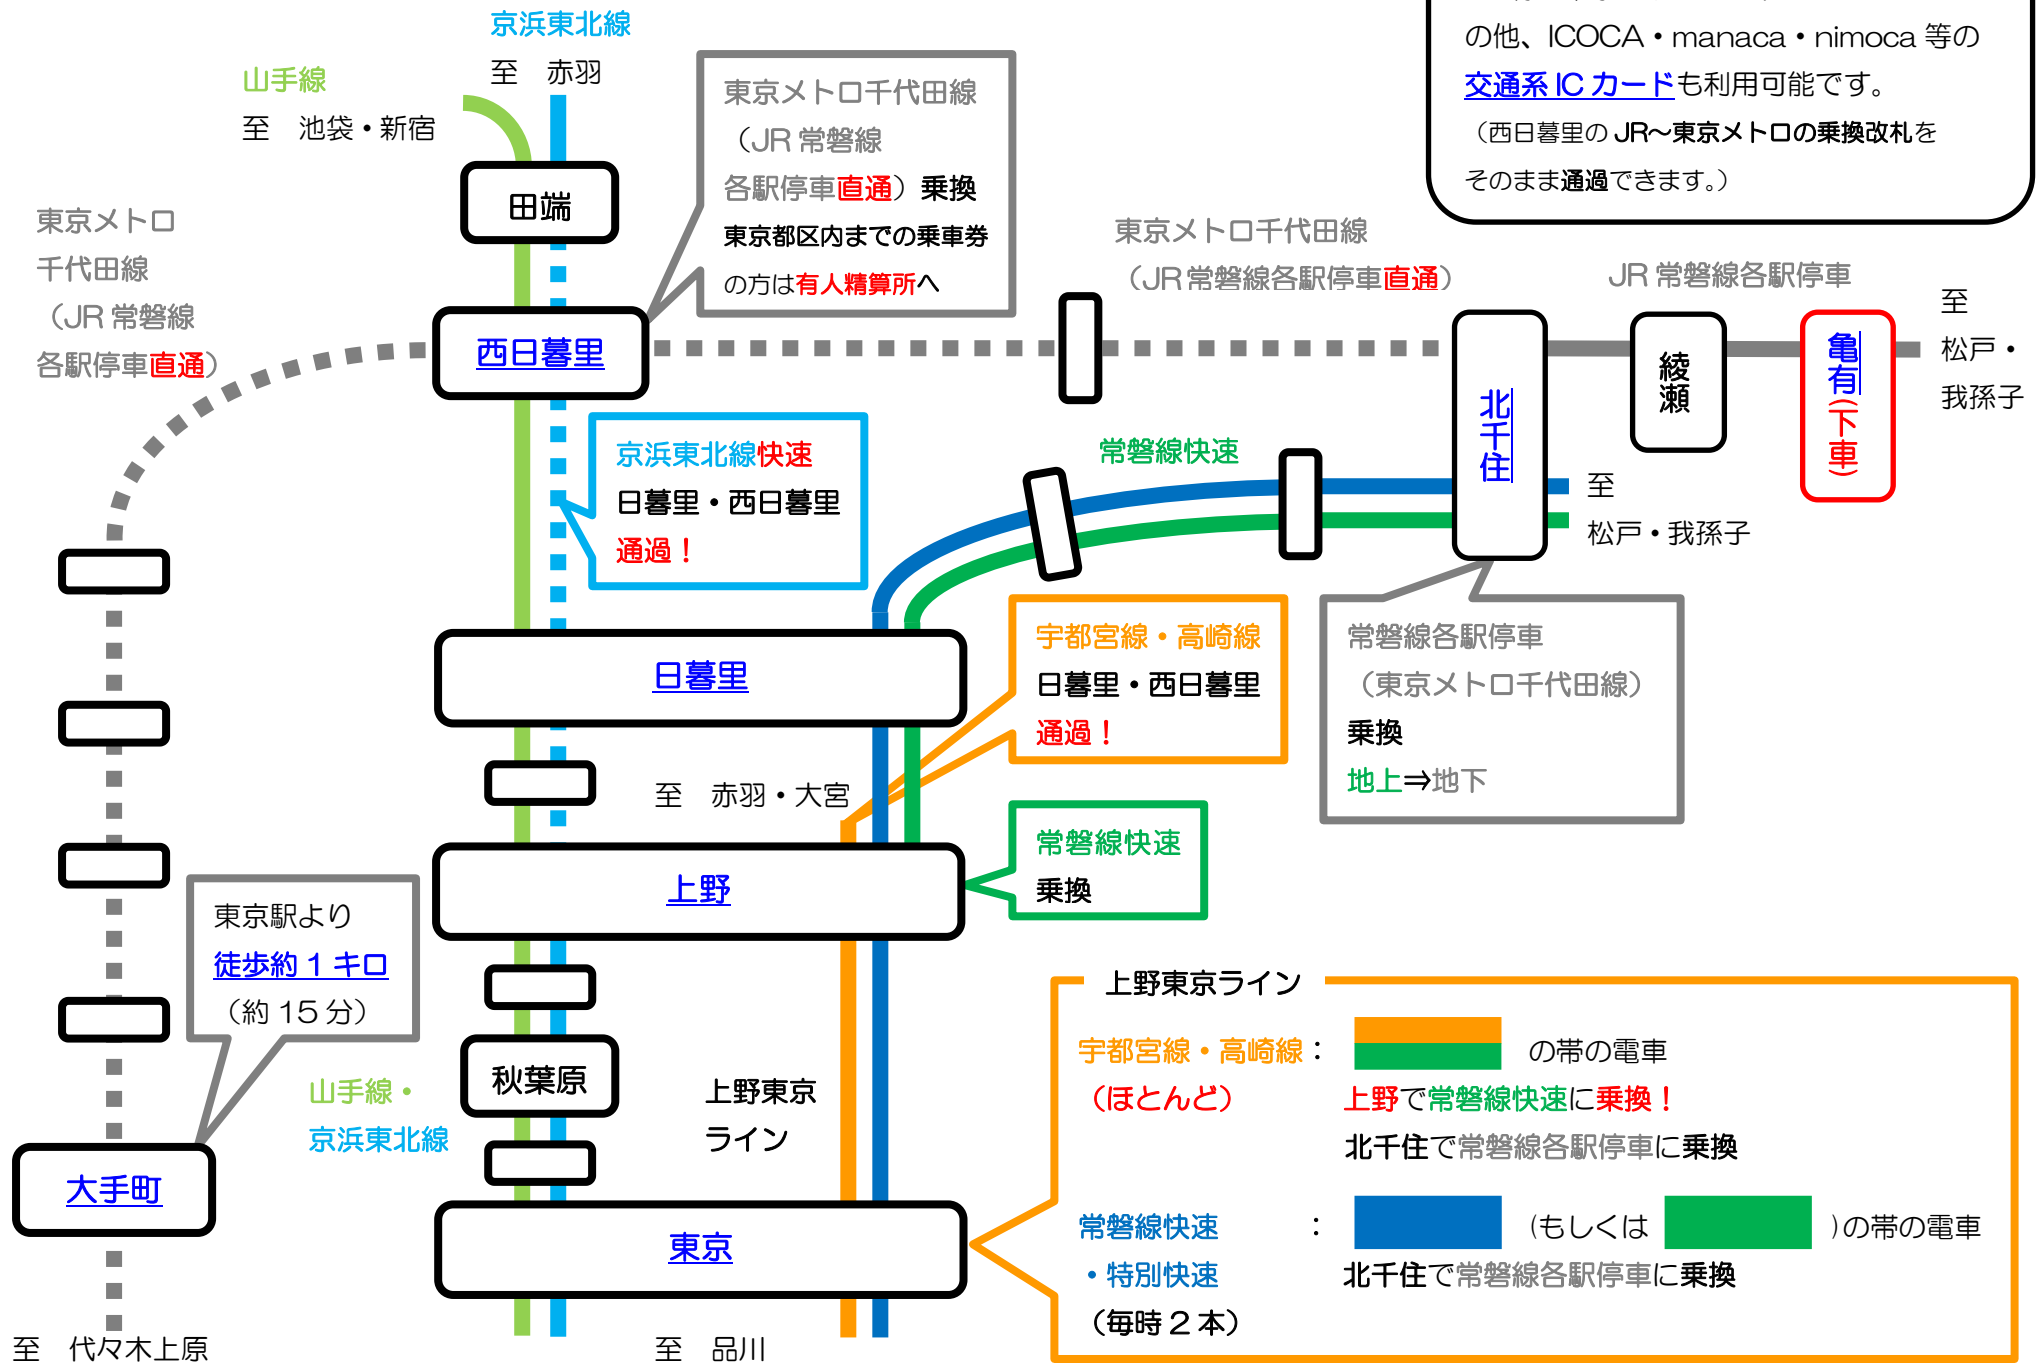 京浜東北線
至　赤羽
山手線
至　池袋・新宿
田端
東京メトロ千代田線
（JR 常磐線
各駅停車直通）乗換
東京都区内までの乗車券
の方は有人精算所へ
の他、ICOCA・manaca・nimoca 等の
交通系 IC カードも利用可能です。
（西日暮里の JR～東京メトロの乗換改札を
そのまま通過できます。）
東京メトロ
千代田線
（JR 常磐線
各駅停車直通）
東京メトロ千代田線
（JR 常磐線各駅停車直通）
JR 常磐線各駅停車
至
松戸・
我孫子
西日暮里
北千住
綾瀬
亀有(下車)
京浜東北線快速
日暮里・西日暮里
通過！
常磐線快速
至
松戸・我孫子
日暮里
宇都宮線・高崎線
日暮里・西日暮里
通過！
常磐線各駅停車
（東京メトロ千代田線）
乗換
地上⇒地下
至　赤羽・大宮
上野
常磐線快速
乗換
東京駅より
徒歩約 1 キロ
（約 15 分）
秋葉原
山手線・
京浜東北線
上野東京
ライン
大手町
東京
至　代々木上原
至　品川
上野東京ライン
宇都宮線・高崎線：　の帯の電車
（ほとんど）　上野で常磐線快速に乗換！
北千住で常磐線各駅停車に乗換
常磐線快速　：　（もしくは　）の帯の電車
・特別快速　北千住で常磐線各駅停車に乗換
（毎時 2 本）